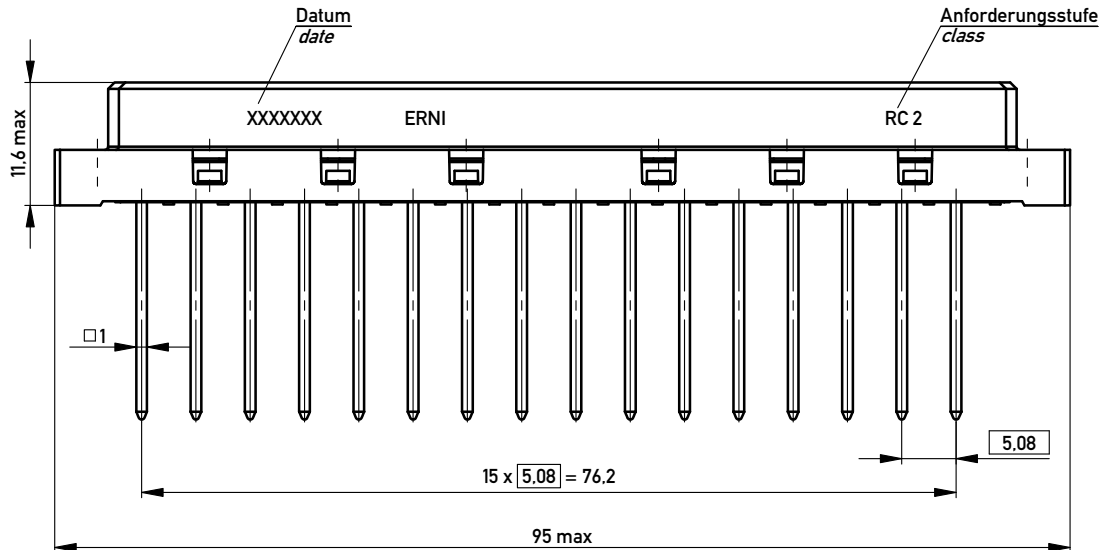 Datum
date
Anforderungsstufe
class
XXXXXXX ERNI RC 2
11,6 max
□1
5,08
15 x 5,08 = 76,2
95 max